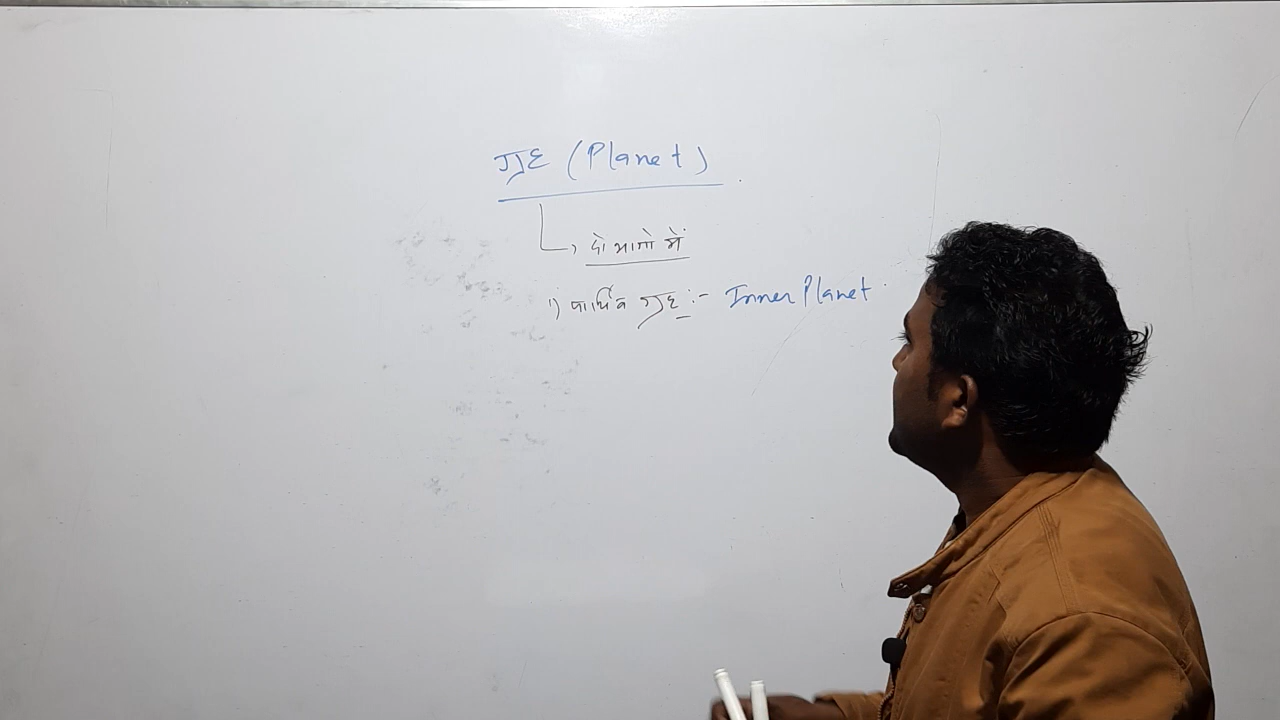 ग्रह (Planet)
दो भागो में
1) पार्थिव ग्रह :- Inner Planet